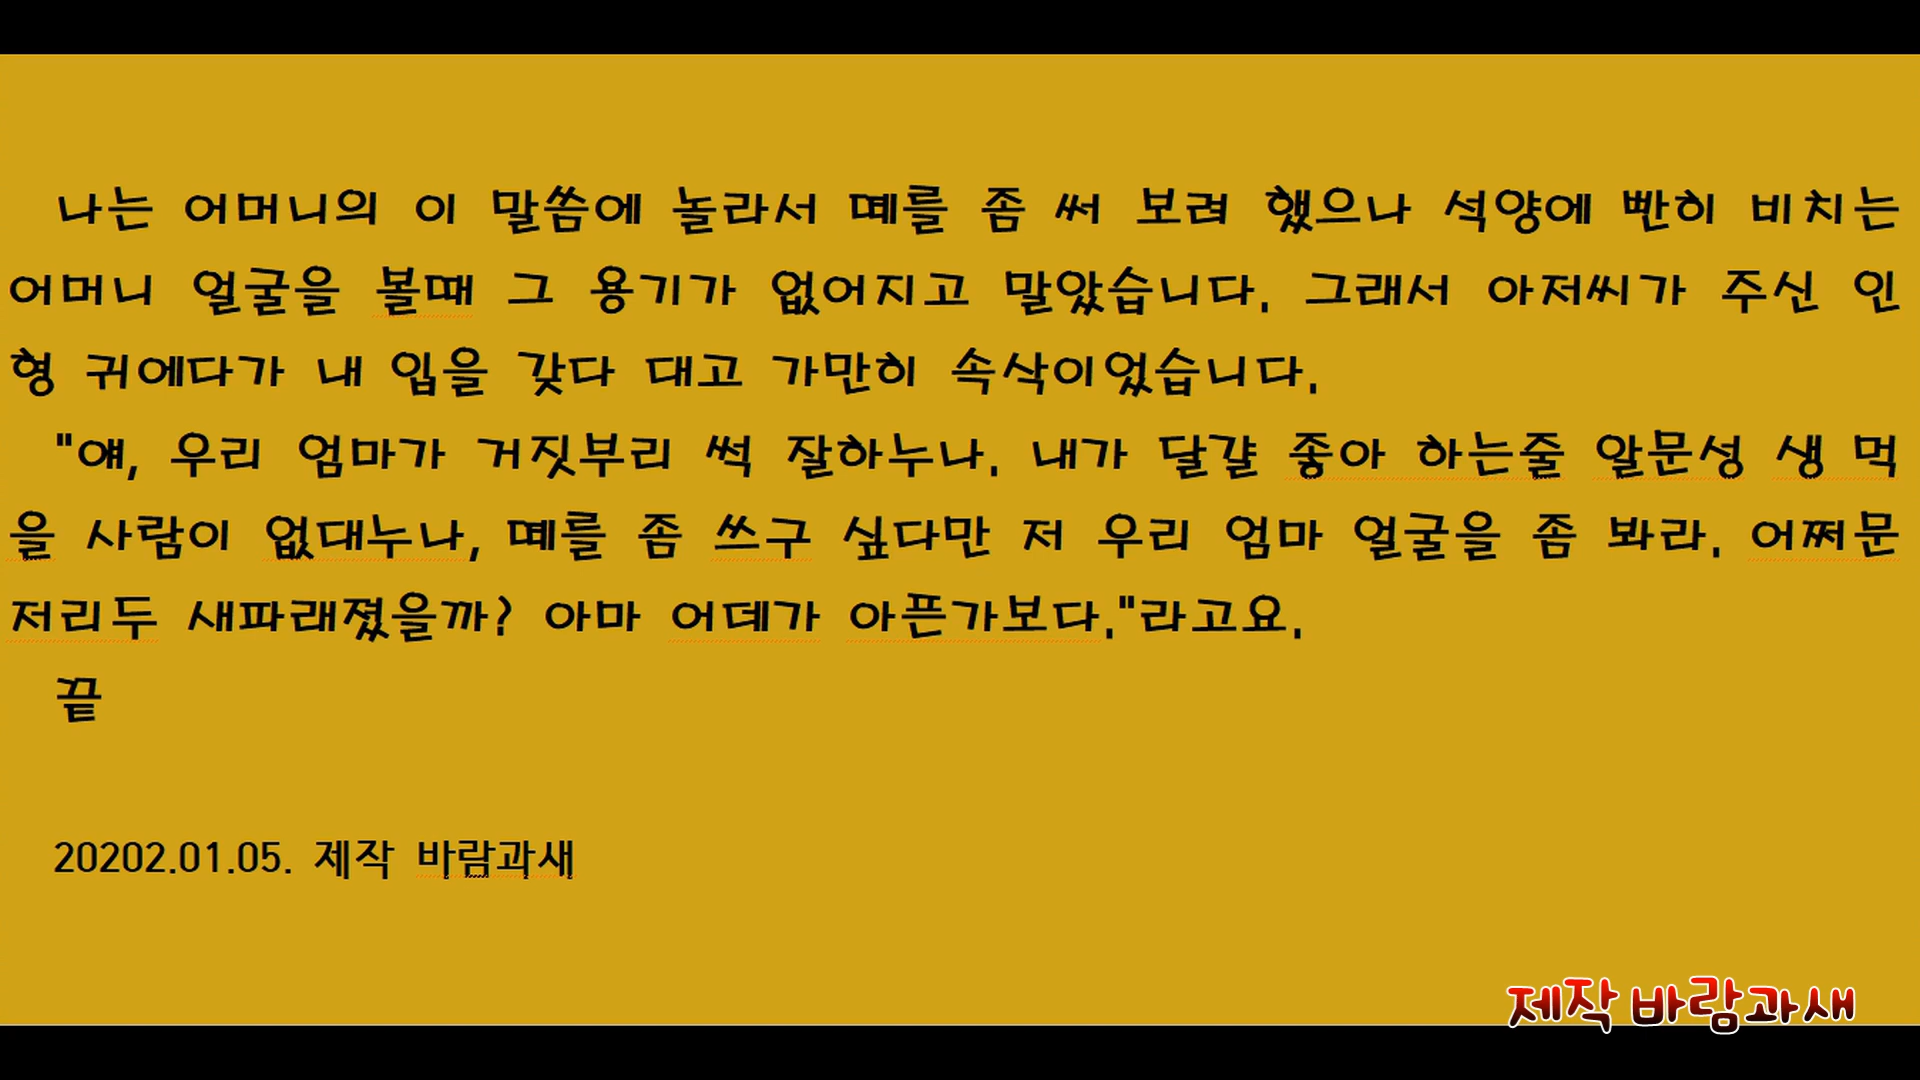 나는 어머니의 이 말씀에 놀라서 떼를 좀 써 보려 했으나 석양에 빤히 비치는
어머니 얼굴을 볼때 그 용기가 없어지고 말았습니다. 그래서 아저씨가 주신 인
형 귀에다가 내 입을 갖다 대고 가만히 속삭이었습니다.
"얘, 우리 엄마가 거짓부리 썩 잘하누나. 내가 달걀 좋아 하는줄 알문성 생 먹
을 사람이 없대누나, 떼를 좀 쓰구 싶다만 저 우리 엄마 얼굴을 좀 봐라. 어쩌문
저리두 새파래졌을까? 아마 어데가 아픈가보다."라고요.
끝
20202.01.05. 제작 바람과새
제작 바람과새